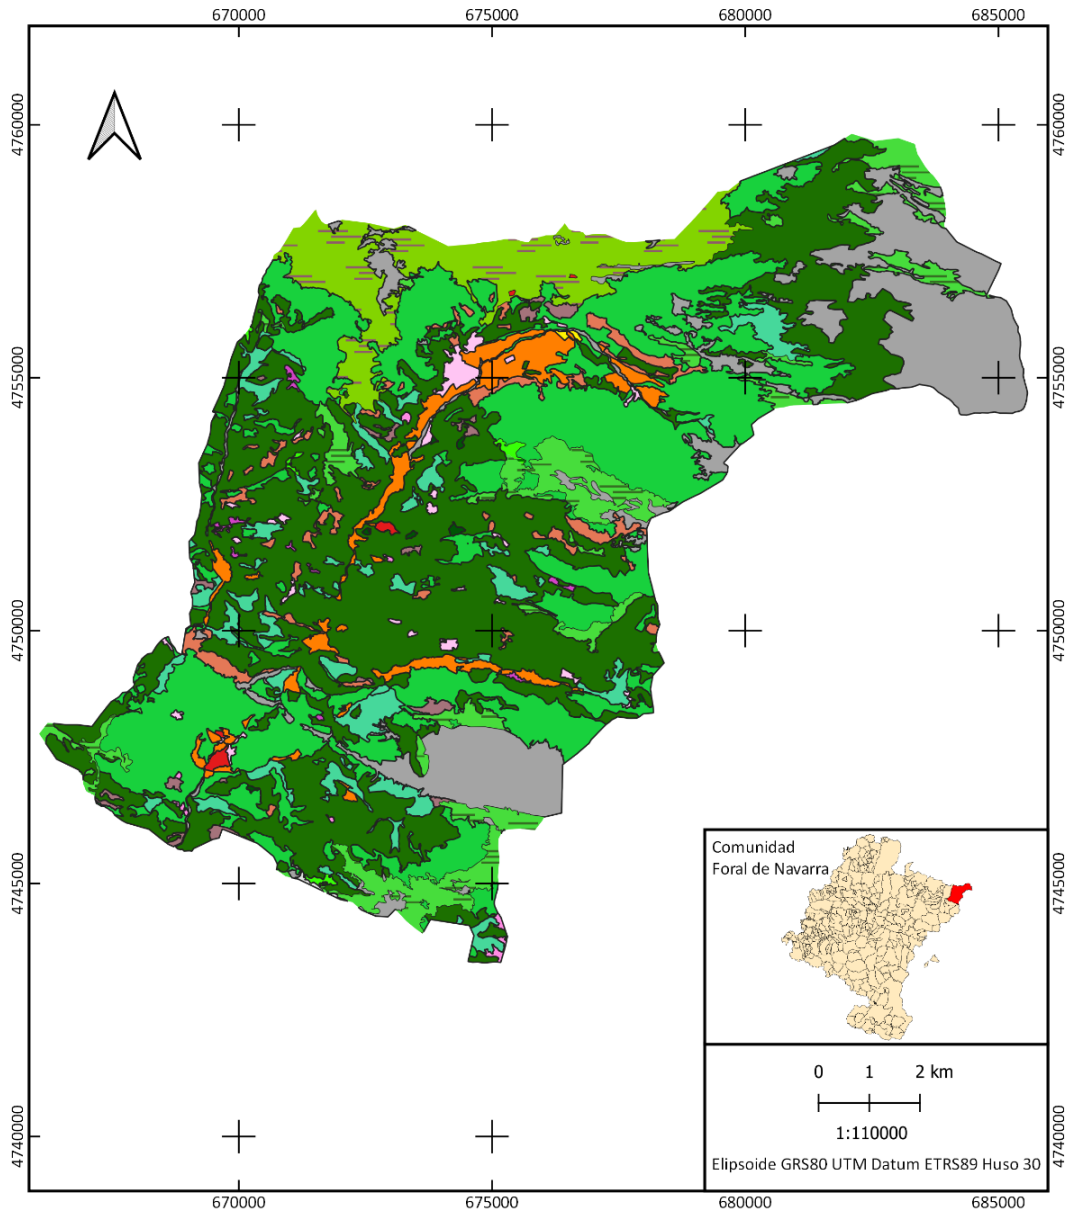 670000 675000 680000 685000
4760000 4760000
4755000 4755000
4750000 4750000
Comunidad
Foral de Navarra
4745000 4745000
0 1 2 km
1:110000
4740000 4740000
Elipsoide GRS80 UTM Datum ETRS89 Huso 30
670000 675000 680000 685000